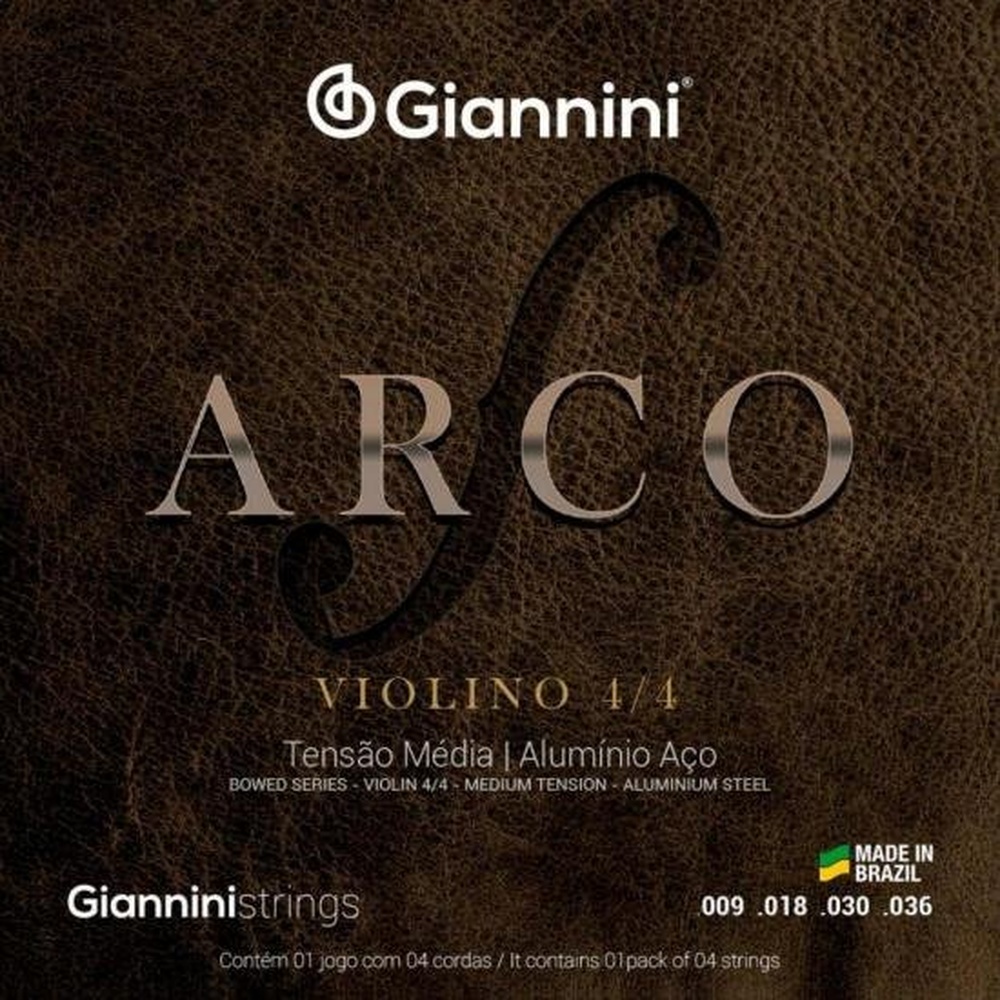 Giannini®
ARCO
VIOLINO 4/4
Tensão Média | Alumínio Aço
BOWED SERIES - VIOLIN 4/4 - MEDIUM TENSION - ALUMINIUM STEEL
MADE IN
BRAZIL
Gianninistrings
.009 .018 .030 .036
Contém 01 jogo com 04 cordas / It contains 01pack of 04 strings